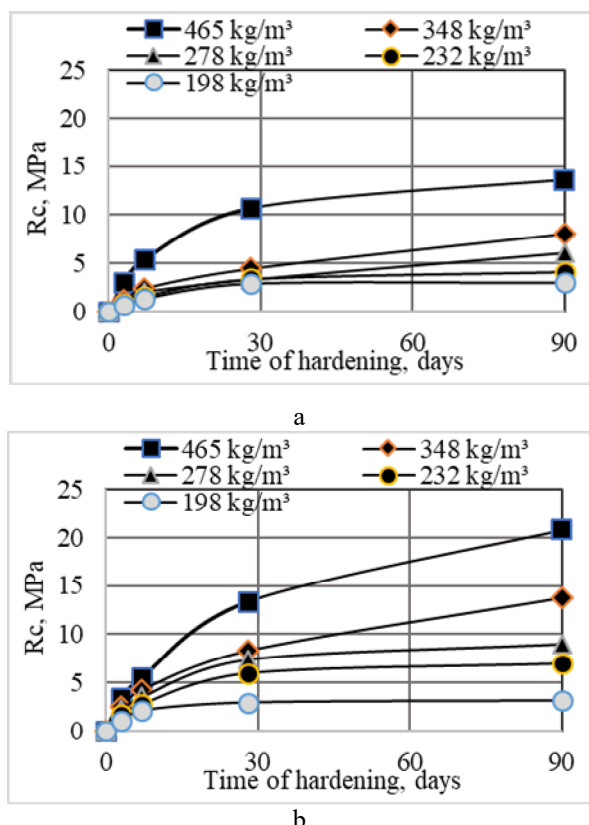 465 kg/m³ 348 kg/m³
278 kg/m³ 232 kg/m³
198 kg/m³
25
20
15
10
5
0
Rc, MPa
0 30 60 90
Time of hardening, days
a
465 kg/m³ 348 kg/m³
278 kg/m³ 232 kg/m³
198 kg/m³
25
20
15
10
5
0
Rc, MPa
0 30 60 90
Time of hardening, days
b